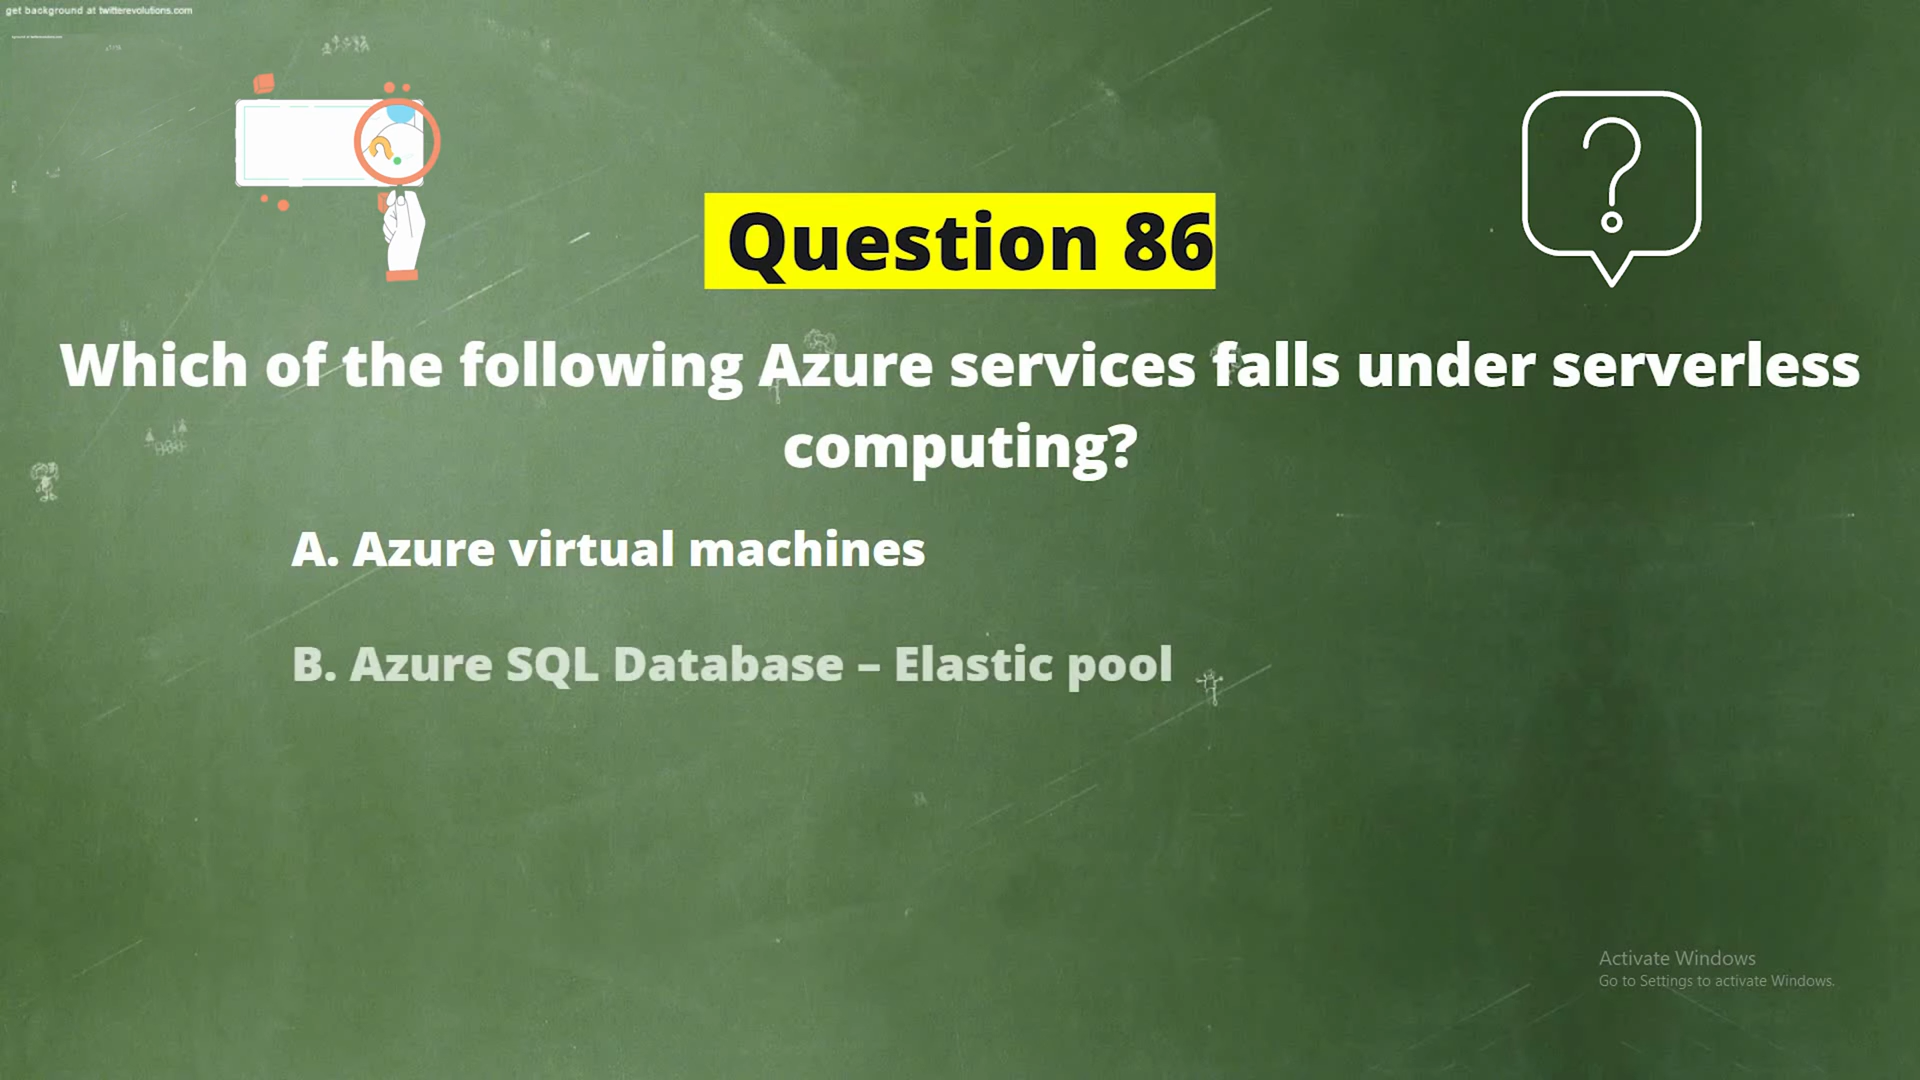 get background at twitterevolutions.com
Question 86
Which of the following Azure services falls under serverless
computing?
A. Azure virtual machines
B. Azure SQL Database – Elastic pool
Activate Windows
Go to Settings to activate Windows.